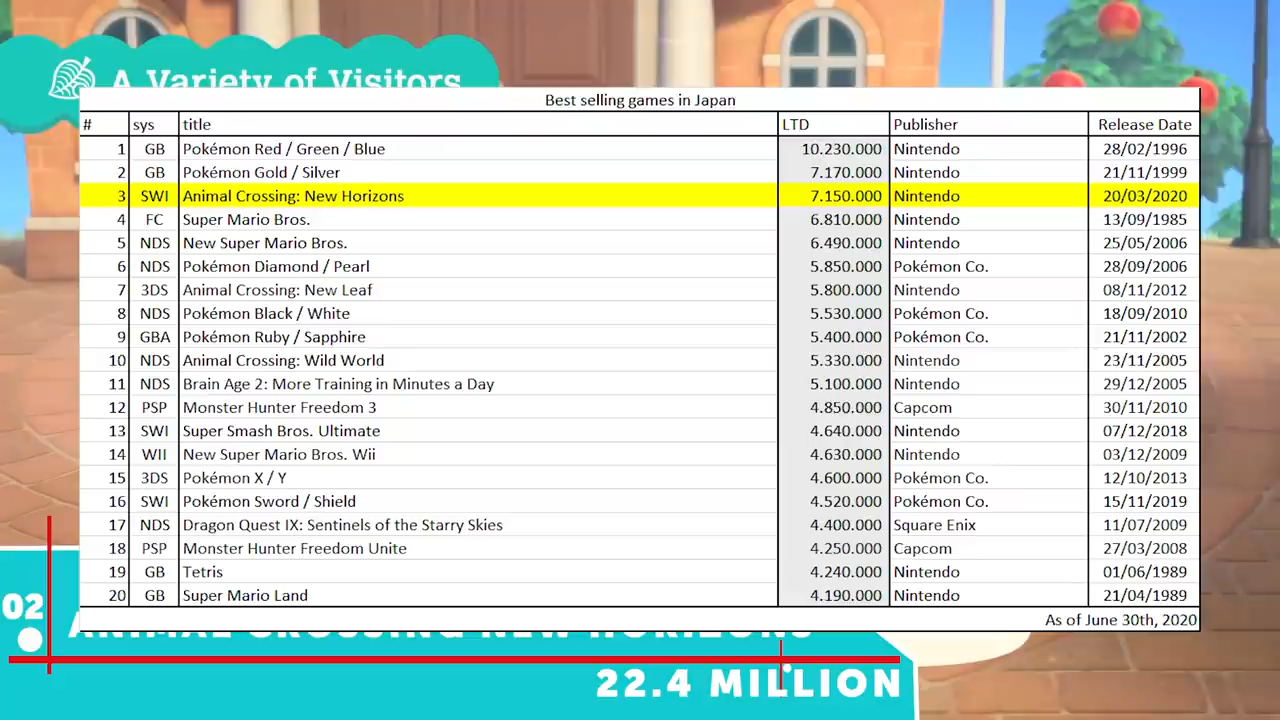 A Variety of Visitors
Best selling games in Japan
# sys title LTD Publisher Release Date
1 GB Pokémon Red / Green / Blue 10.230.000 Nintendo 28/02/1996
2 GB Pokémon Gold / Silver 7.170.000 Nintendo 21/11/1999
3 SWI Animal Crossing: New Horizons 7.150.000 Nintendo 20/03/2020
4 FC Super Mario Bros. 6.810.000 Nintendo 13/09/1985
5 NDS New Super Mario Bros. 6.490.000 Nintendo 25/05/2006
6 NDS Pokémon Diamond / Pearl 5.850.000 Pokémon Co. 28/09/2006
7 3DS Animal Crossing: New Leaf 5.800.000 Nintendo 08/11/2012
8 NDS Pokémon Black / White 5.530.000 Pokémon Co. 18/09/2010
9 GBA Pokémon Ruby / Sapphire 5.400.000 Pokémon Co. 21/11/2002
10 NDS Animal Crossing: Wild World 5.330.000 Nintendo 23/11/2005
11 NDS Brain Age 2: More Training in Minutes a Day 5.100.000 Nintendo 29/12/2005
12 PSP Monster Hunter Freedom 3 4.850.000 Capcom 30/11/2010
13 SWI Super Smash Bros. Ultimate 4.640.000 Nintendo 07/12/2018
14 WII New Super Mario Bros. Wii 4.630.000 Nintendo 03/12/2009
15 3DS Pokémon X / Y 4.600.000 Pokémon Co. 12/10/2013
16 SWI Pokémon Sword / Shield 4.520.000 Pokémon Co. 15/11/2019
17 NDS Dragon Quest IX: Sentinels of the Starry Skies 4.400.000 Square Enix 11/07/2009
18 PSP Monster Hunter Freedom Unite 4.250.000 Capcom 27/03/2008
19 GB Tetris 4.240.000 Nintendo 01/06/1989
20 GB Super Mario Land 4.190.000 Nintendo 21/04/1989
As of June 30th, 2020
02
ANIMAL CROSSING NEW HORIZONS
22.4 MILLION